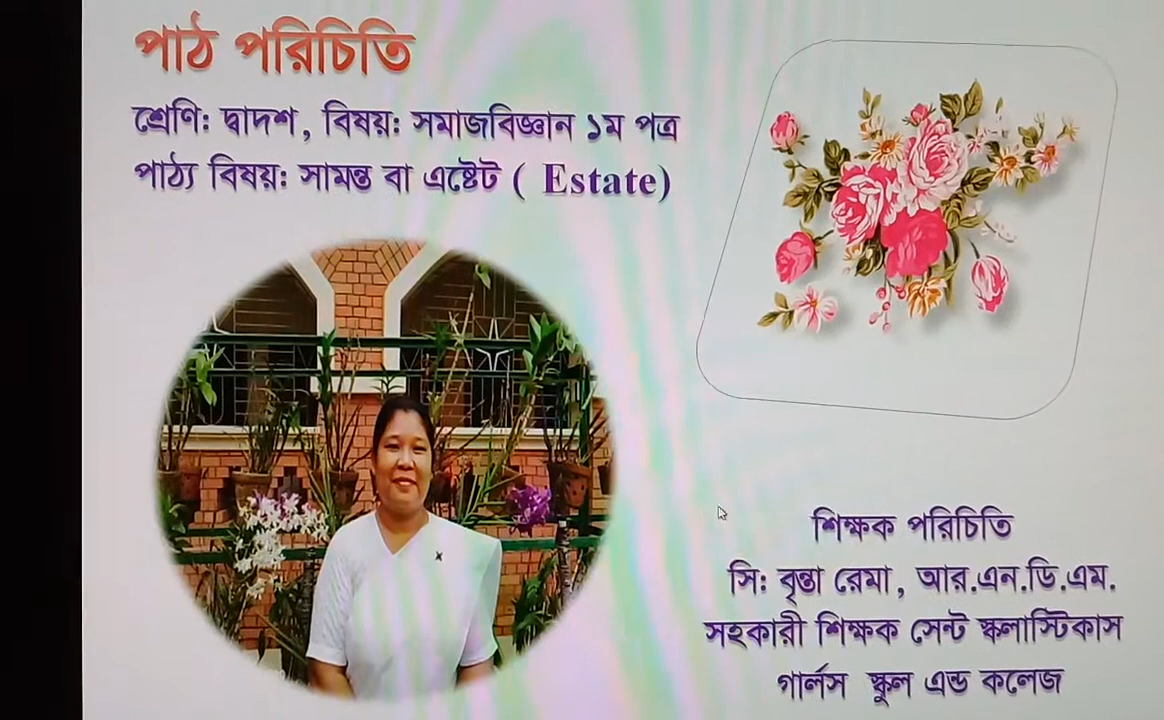 পাঠ পরিচিতি
শ্রেণি: দ্বাদশ, বিষয়: সমাজবিজ্ঞান ১ম পত্র
পাঠ্য বিষয়: সামন্ত বা এষ্টেট ( Estate)
শিক্ষক পরিচিতি
সি: বৃন্তা রেমা, আর.এন.ডি.এম.
সহকারী শিক্ষক সেন্ট স্কলাস্টিকাস
গার্লস স্কুল এন্ড কলেজ